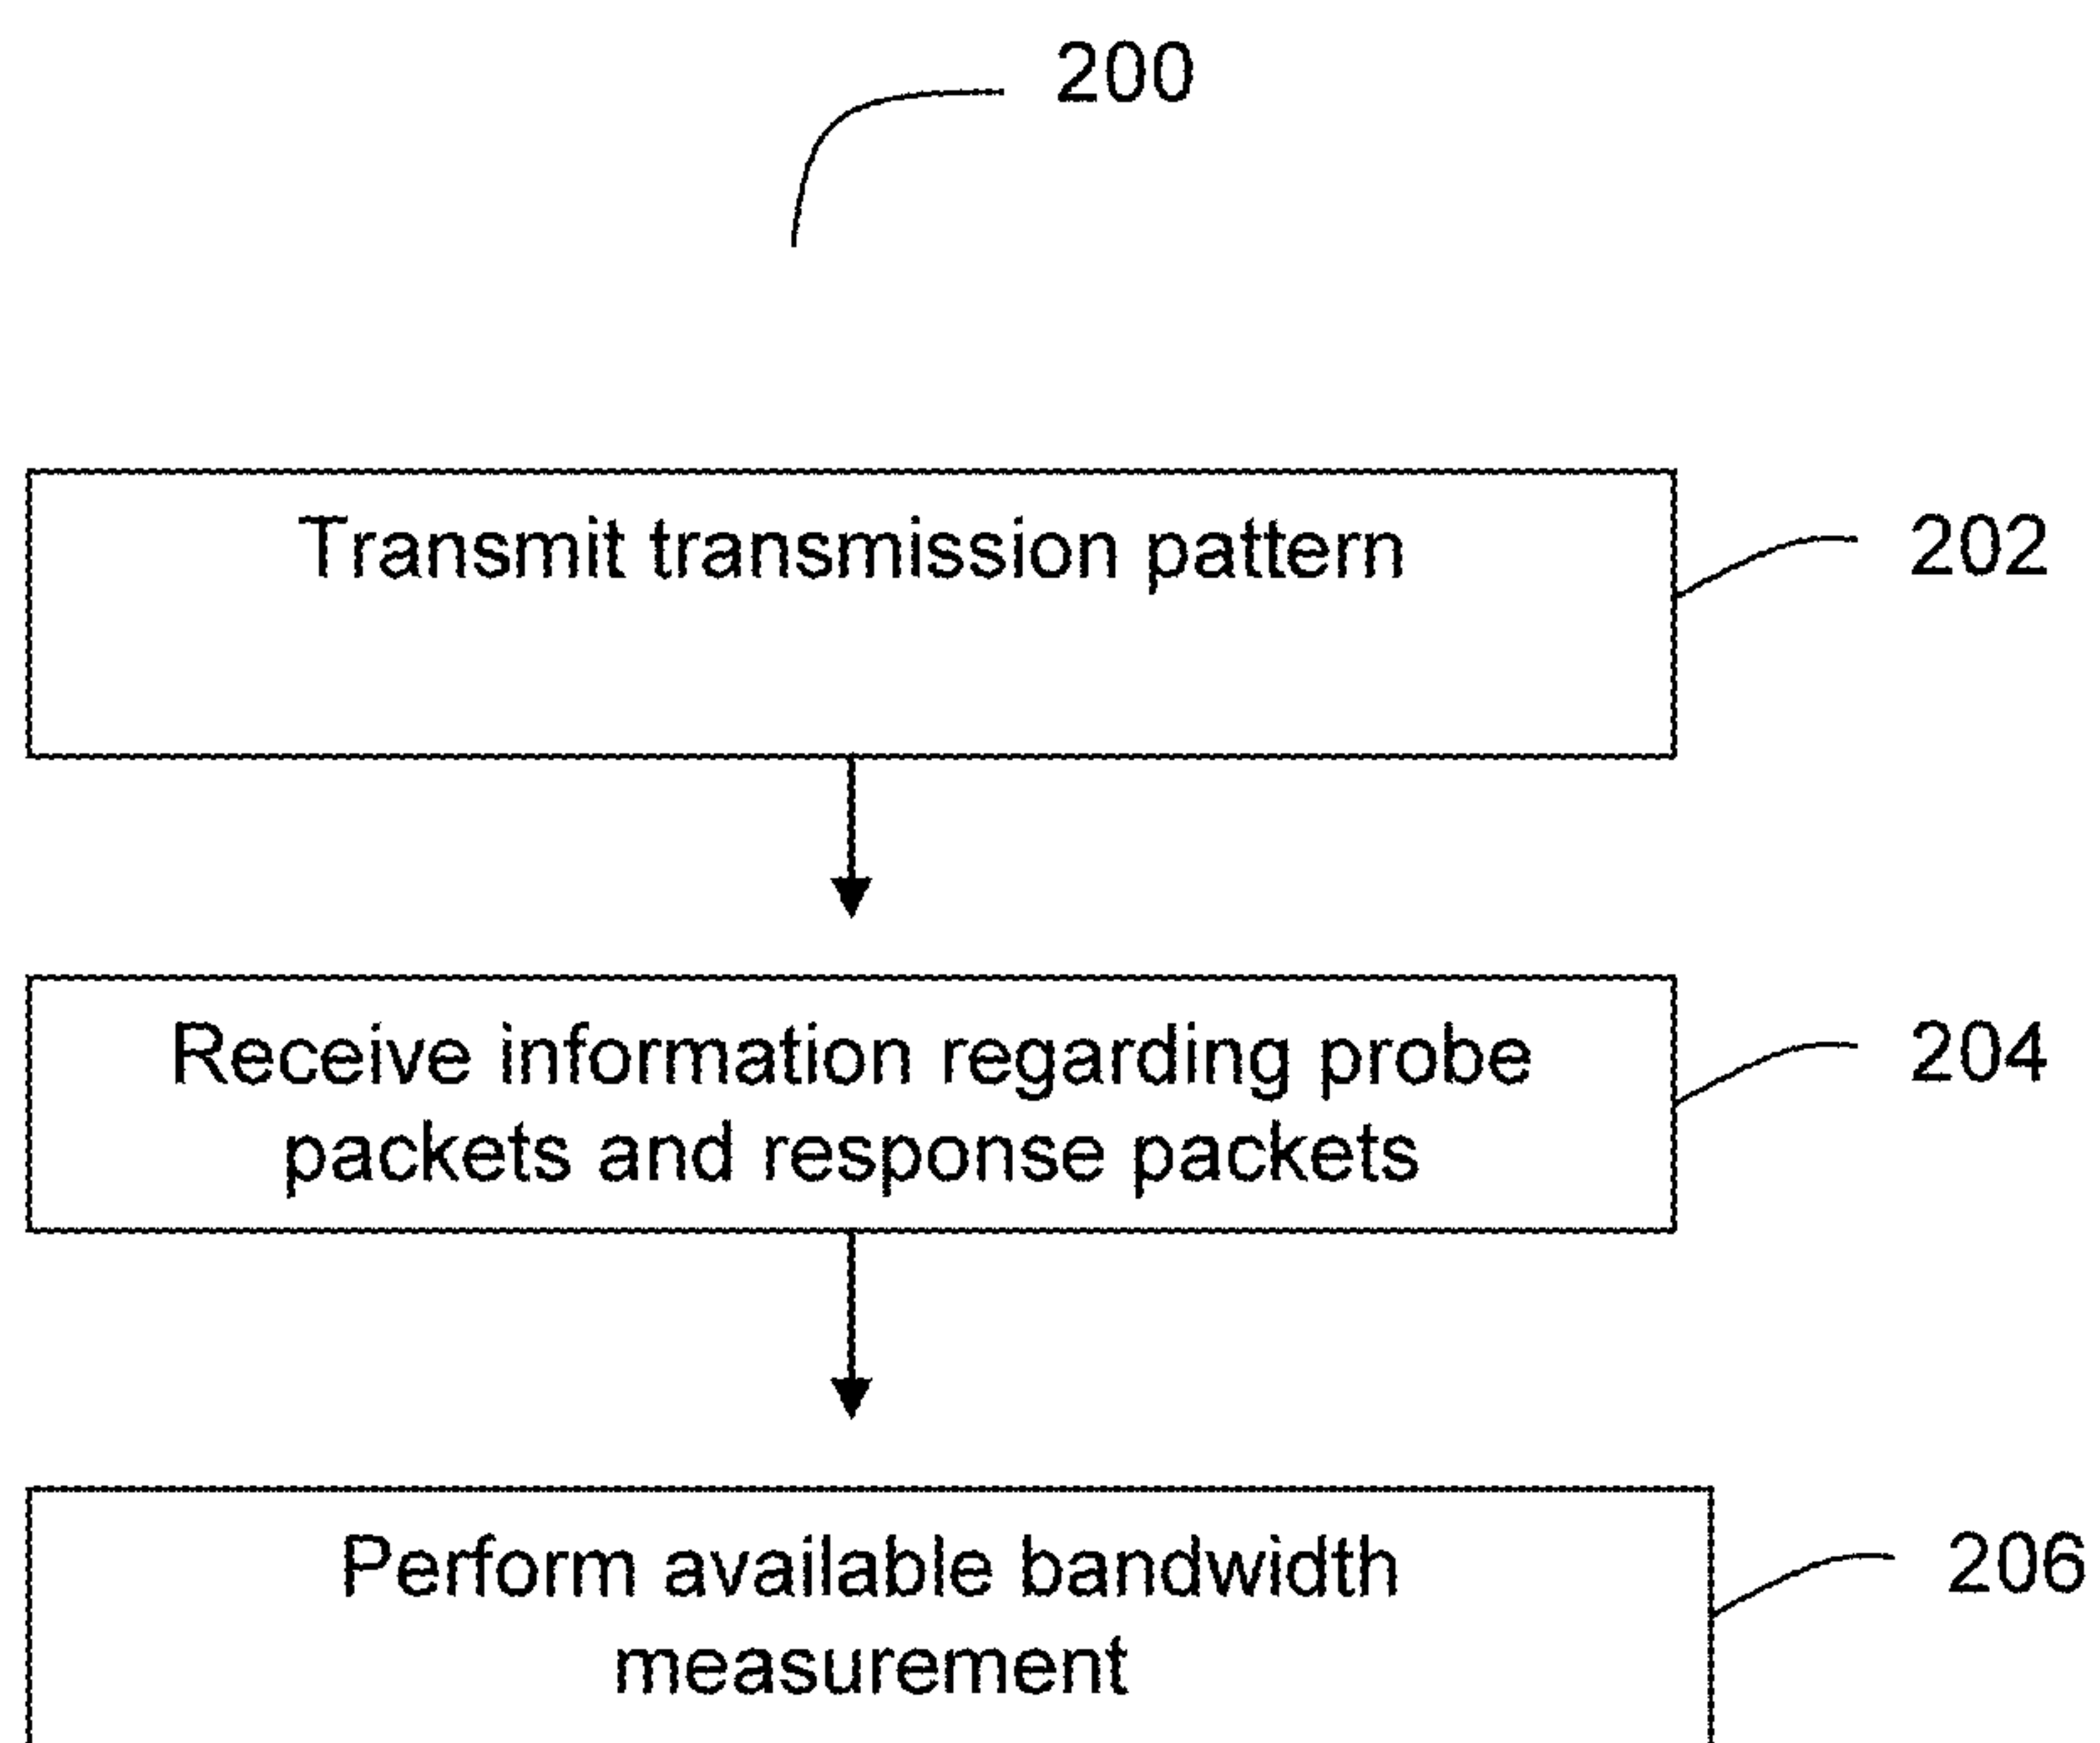 200
Transmit transmission pattern
202
Receive information regarding probe
packets and response packets
204
Perform available bandwidth
measurement
206